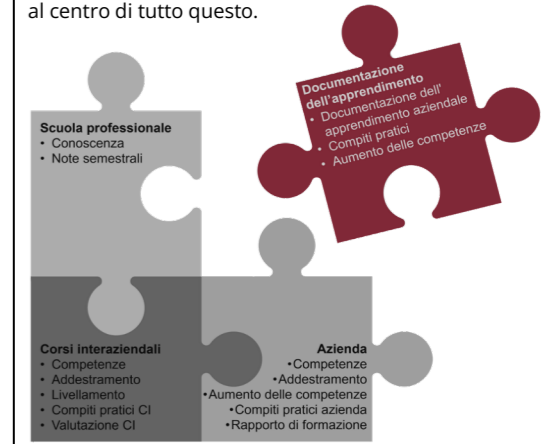 al centro di tutto questo.
Documentazione
dell'apprendimento
• Documentazione dell'
apprendimento aziendale
• Compiti pratici
• Aumento delle competenze
Scuola professionale
• Conoscenza
• Note semestrali
Corsi interaziendali
• Competenze
• Addestramento
• Livellamento
• Compiti pratici CI
• Valutazione CI
Azienda
•Competenze
•Addestramento
•Aumento delle competenze
•Compiti pratici azienda
•Rapporto di formazione